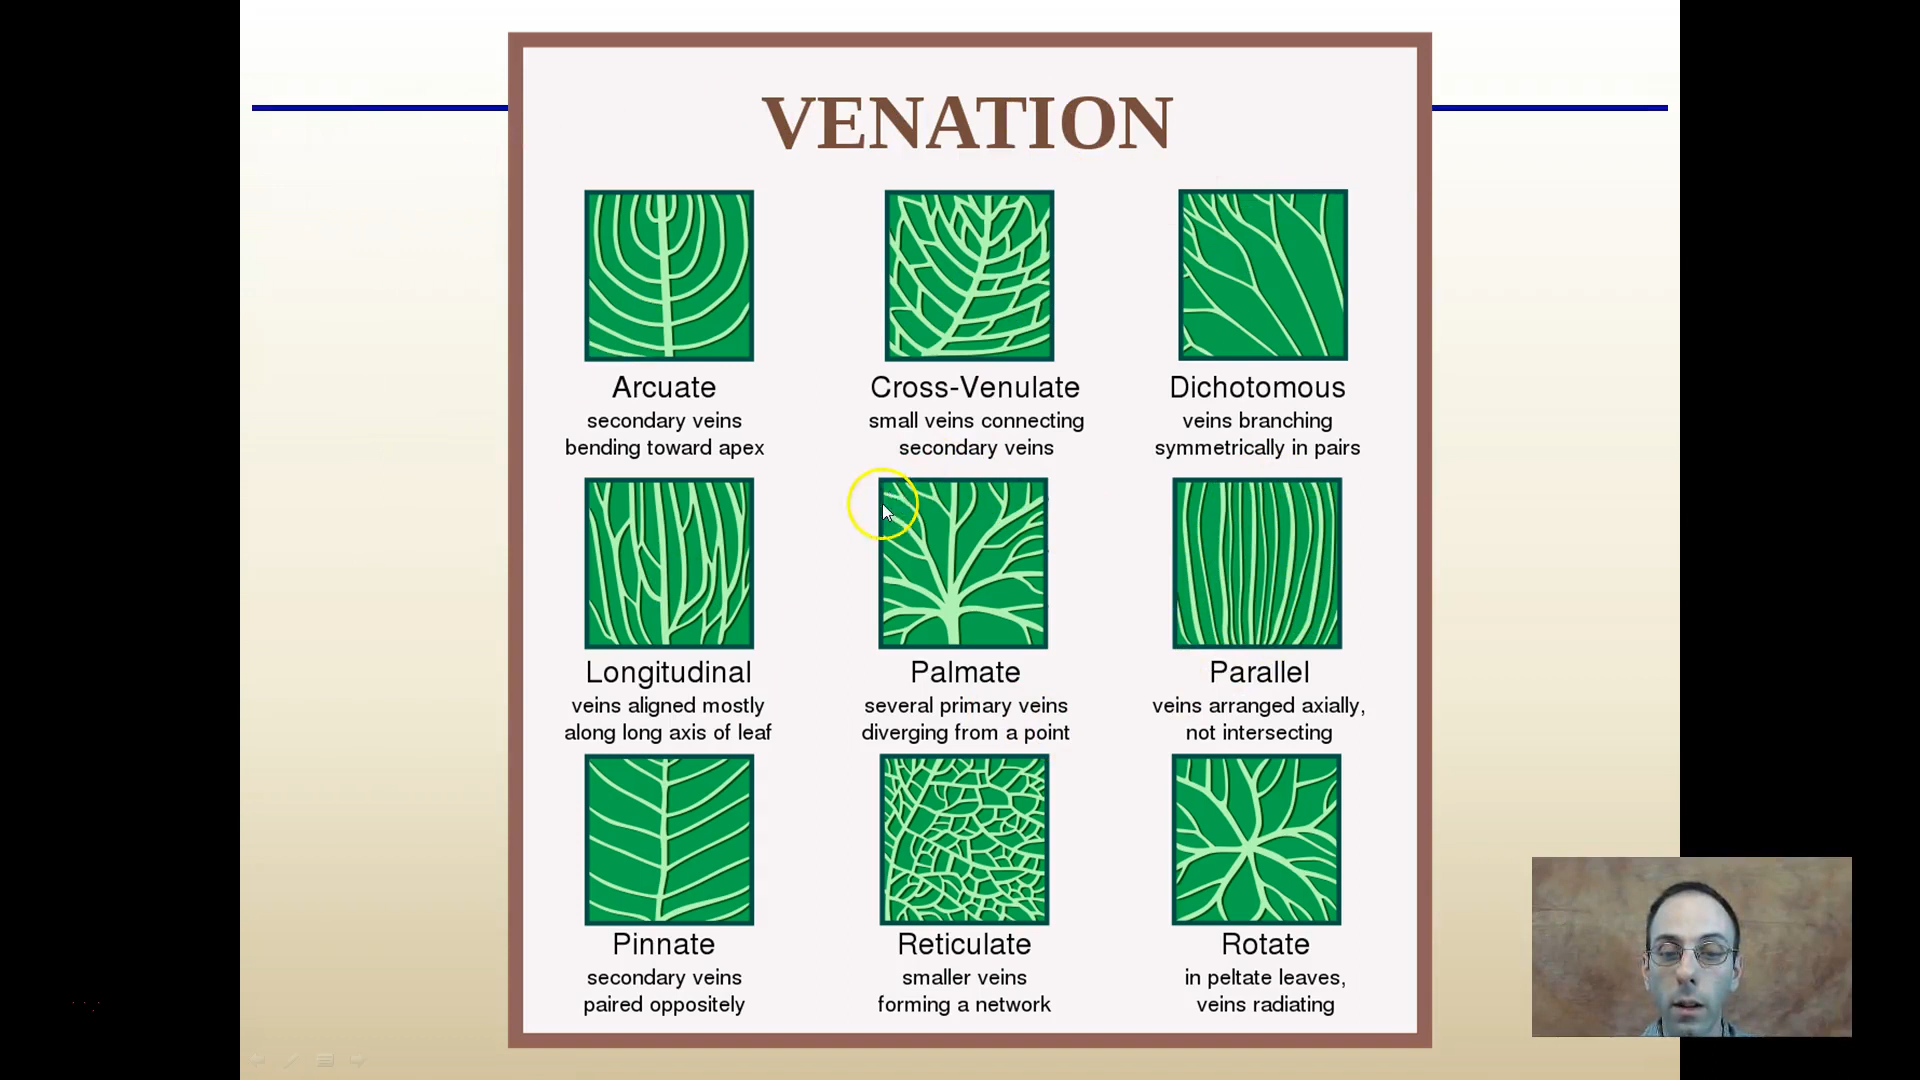 VENATION
Arcuate
secondary veins
bending toward apex
Cross-Venulate
small veins connecting
secondary veins
Dichotomous
veins branching
symmetrically in pairs
Longitudinal
veins aligned mostly
along long axis of leaf
Palmate
several primary veins
diverging from a point
Parallel
veins arranged axially,
not intersecting
Pinnate
secondary veins
paired oppositely
Reticulate
smaller veins
forming a network
Rotate
in peltate leaves,
veins radiating